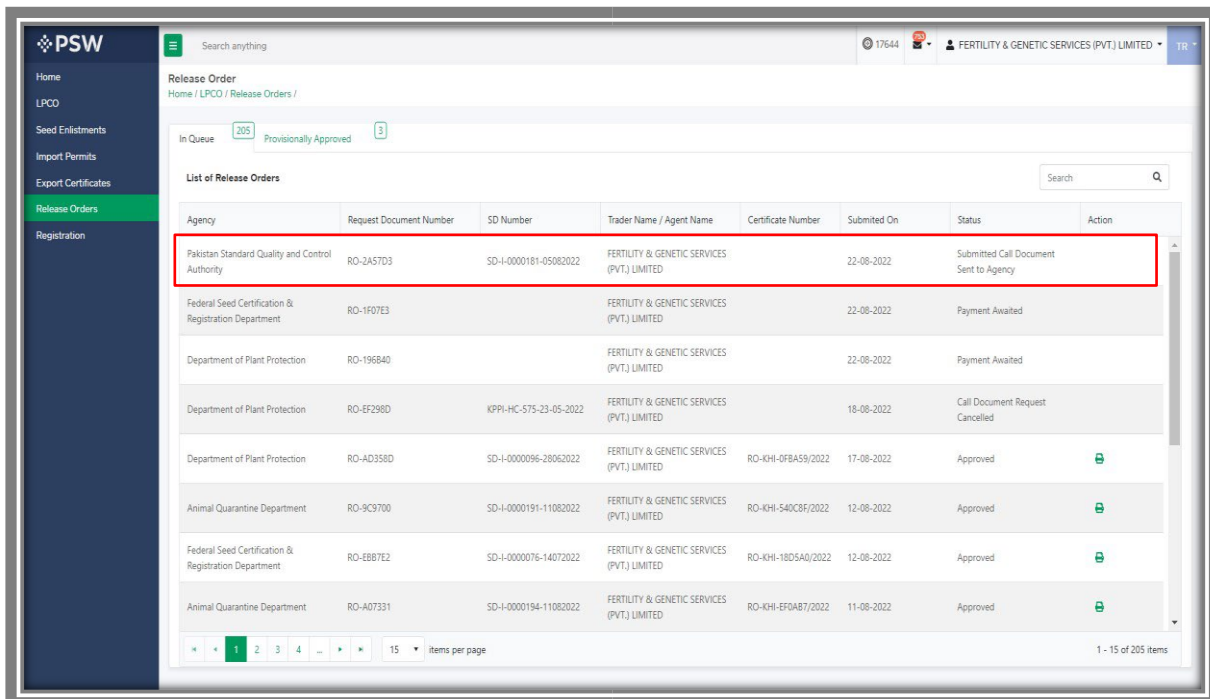 PSW
Search anything
17644
753
FERTILITY & GENETIC SERVICES (PVT.) LIMITED
TR
Home
LPCO
Seed Enlistments
Import Permits
Export Certificates
Release Orders
Registration
Release Order
Home / LPCO / Release Orders /
In Queue 205 Provisionally Approved 3
List of Release Orders
Search
Agency Request Document Number SD Number Trader Name / Agent Name Certificate Number Submited On Status Action
Pakistan Standard Quality and Control
Authority
RO-2A57D3
SD-I-0000181-05082022
FERTILITY & GENETIC SERVICES
(PVT.) LIMITED
22-08-2022
Submitted Call Document
Sent to Agency
Federal Seed Certification &
Registration Department
RO-1F07E3
FERTILITY & GENETIC SERVICES
(PVT.) LIMITED
22-08-2022
Payment Awaited
Department of Plant Protection
RO-196B40
FERTILITY & GENETIC SERVICES
(PVT.) LIMITED
22-08-2022
Payment Awaited
Department of Plant Protection
RO-EF298D
KPPI-HC-575-23-05-2022
FERTILITY & GENETIC SERVICES
(PVT.) LIMITED
18-08-2022
Call Document Request
Cancelled
Department of Plant Protection
RO-AD358D
SD-I-0000096-28062022
FERTILITY & GENETIC SERVICES
(PVT.) LIMITED
RO-KHI-0FBA59/2022
17-08-2022
Approved
Animal Quarantine Department
RO-9C9700
SD-I-0000191-11082022
FERTILITY & GENETIC SERVICES
(PVT.) LIMITED
RO-KHI-540C8F/2022
12-08-2022
Approved
Federal Seed Certification &
Registration Department
RO-EBB7E2
SD-I-0000076-14072022
FERTILITY & GENETIC SERVICES
(PVT.) LIMITED
RO-KHI-18D5A0/2022
12-08-2022
Approved
Animal Quarantine Department
RO-A07331
SD-I-0000194-11082022
FERTILITY & GENETIC SERVICES
(PVT.) LIMITED
RO-KHI-EF0AB7/2022
11-08-2022
Approved
1 2 3 4 ... 15 items per page
1 - 15 of 205 items